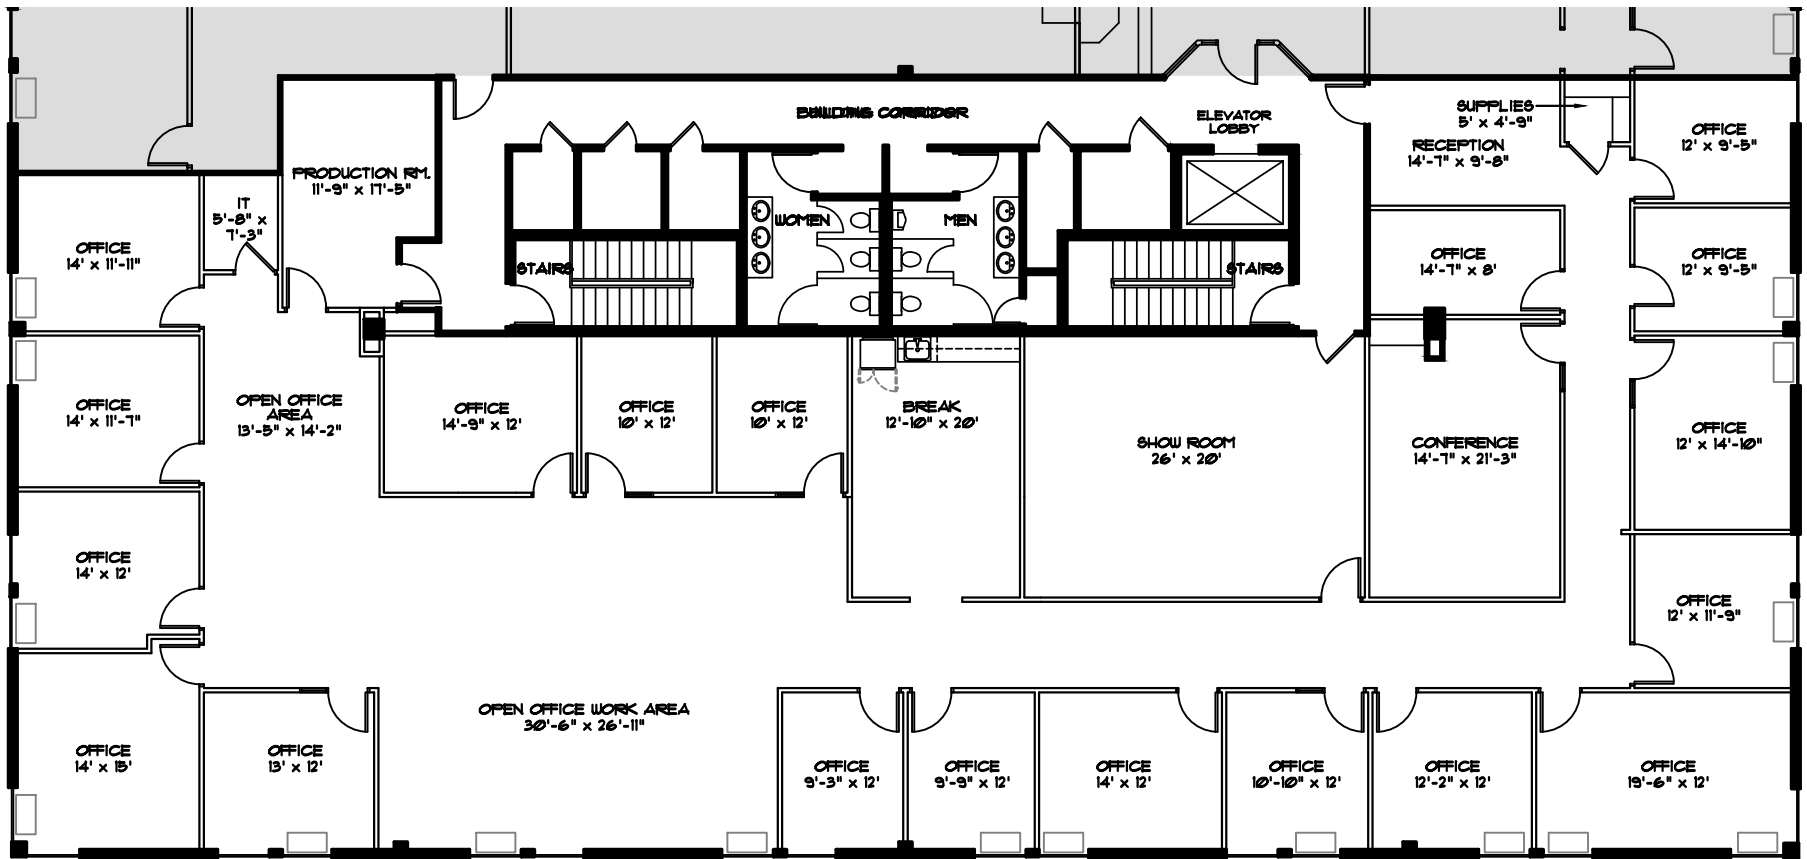 BUILDING CORRIDOR
ELEVATOR
LOBBY
SUPPLIES
5' x 4'-9"
RECEPTION
14'-7" x 9'-8"
OFFICE
12' x 9'-5"
PRODUCTION RM.
11'-9" x 17'-5"
IT
5'-8" x
7'-3"
WOMEN
MEN
OFFICE
14' x 11'-11"
STAIRS
STAIRS
OFFICE
14'-7" x 8'
OFFICE
12' x 9'-5"
OFFICE
14' x 11'-7"
OPEN OFFICE
AREA
13'-5" x 14'-2"
OFFICE
14'-9" x 12'
OFFICE
10' x 12'
OFFICE
10' x 12'
BREAK
12'-10" x 20'
SHOW ROOM
26' x 20'
CONFERENCE
14'-7" x 21'-3"
OFFICE
12' x 14'-10"
OFFICE
14' x 12'
OFFICE
12' x 11'-9"
OPEN OFFICE WORK AREA
30'-6" x 26'-11"
OFFICE
14' x 15'
OFFICE
13' x 12'
OFFICE
9'-3" x 12'
OFFICE
9'-9" x 12'
OFFICE
14' x 12'
OFFICE
10'-10" x 12'
OFFICE
12'-2" x 12'
OFFICE
19'-6" x 12'